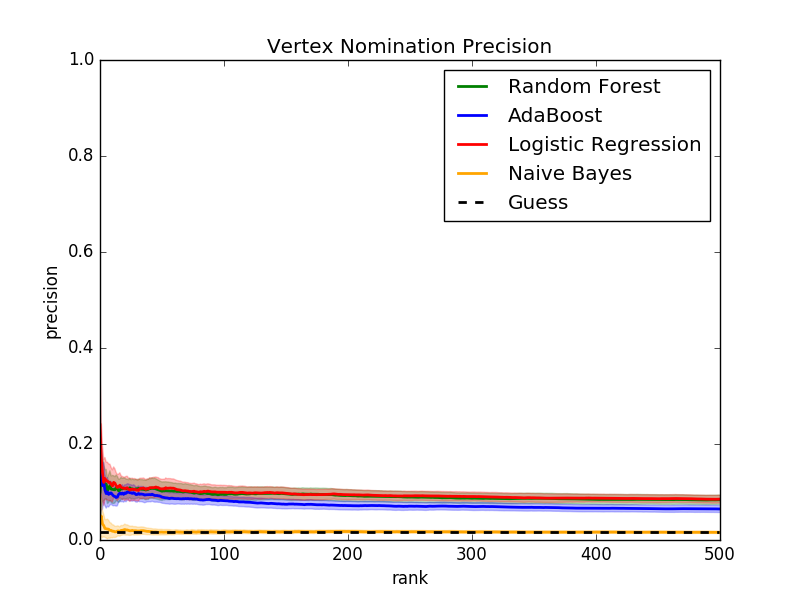 Vertex Nomination Precision
1.0
0.8
0.6
0.4
0.2
0.0
precision
Random Forest
AdaBoost
Logistic Regression
Naive Bayes
Guess
0 100 200 300 400 500
rank